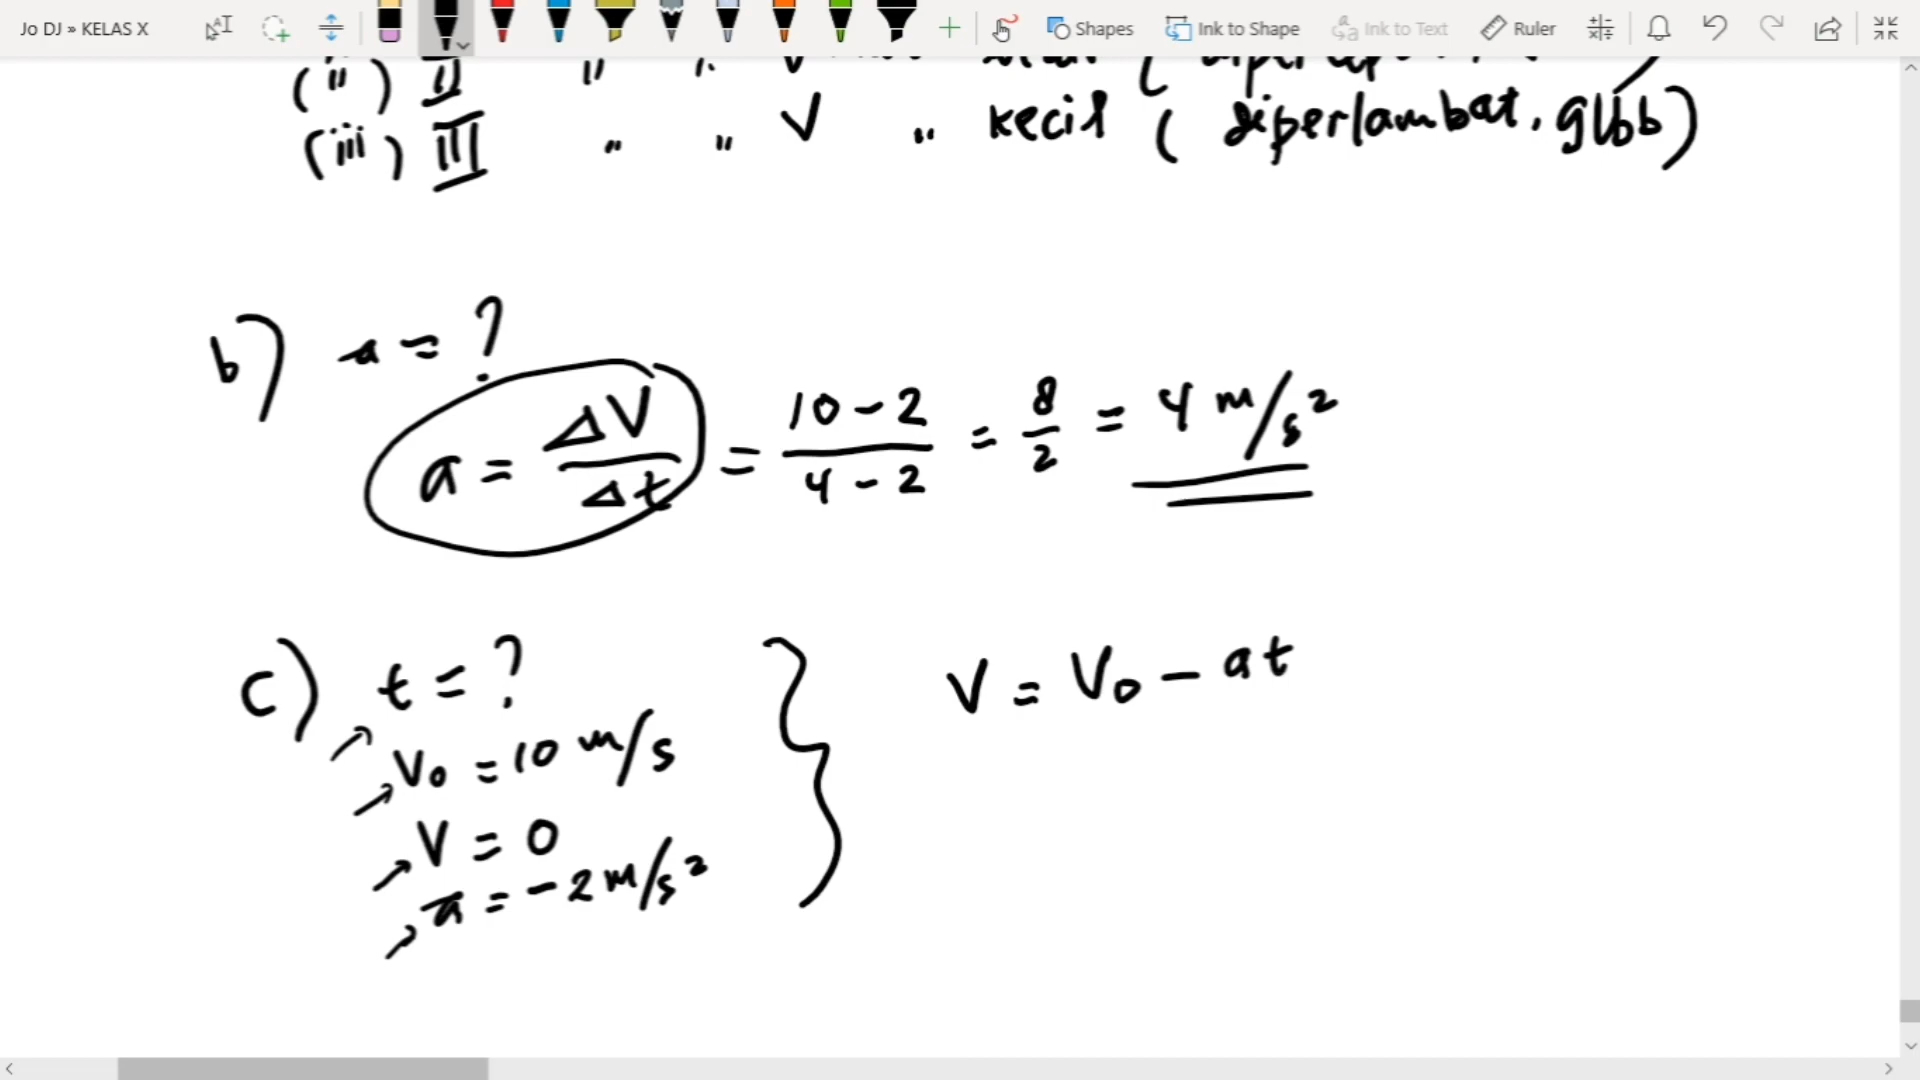 Jo DJ » KELAS X Shapes Ink to Shape Ink to Text Ruler
(ii) II " " V
(iii) III " " V " kecil ( diperlambat, glbb)
b) a = ?
a = ΔV/Δt = 10 - 2 / 4 - 2 = 8/2 = 4 m/s²
c) t = ?
V = V₀ - at
V₀ = 10 m/s
V = 0
a = -2 m/s²